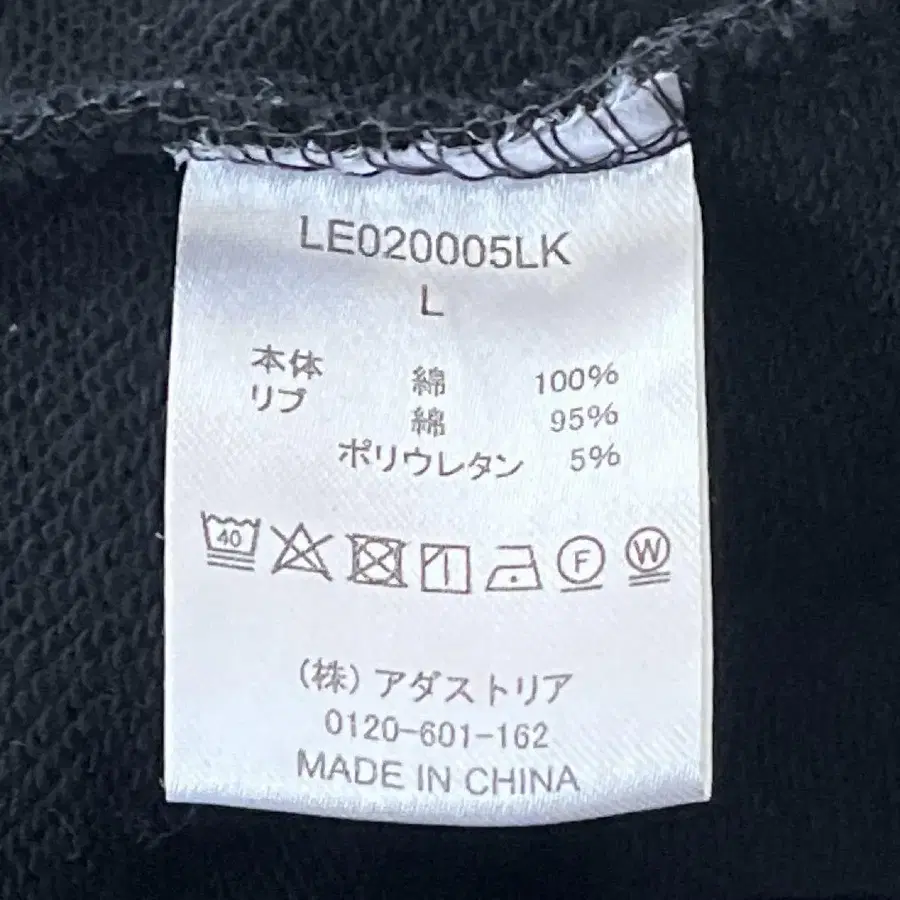 LE020005LK
L
本体 綿 100%
リブ 綿 95%
ポリウレタン 5%
40 F W
(株)アダストリア
0120-601-162
MADE IN CHINA